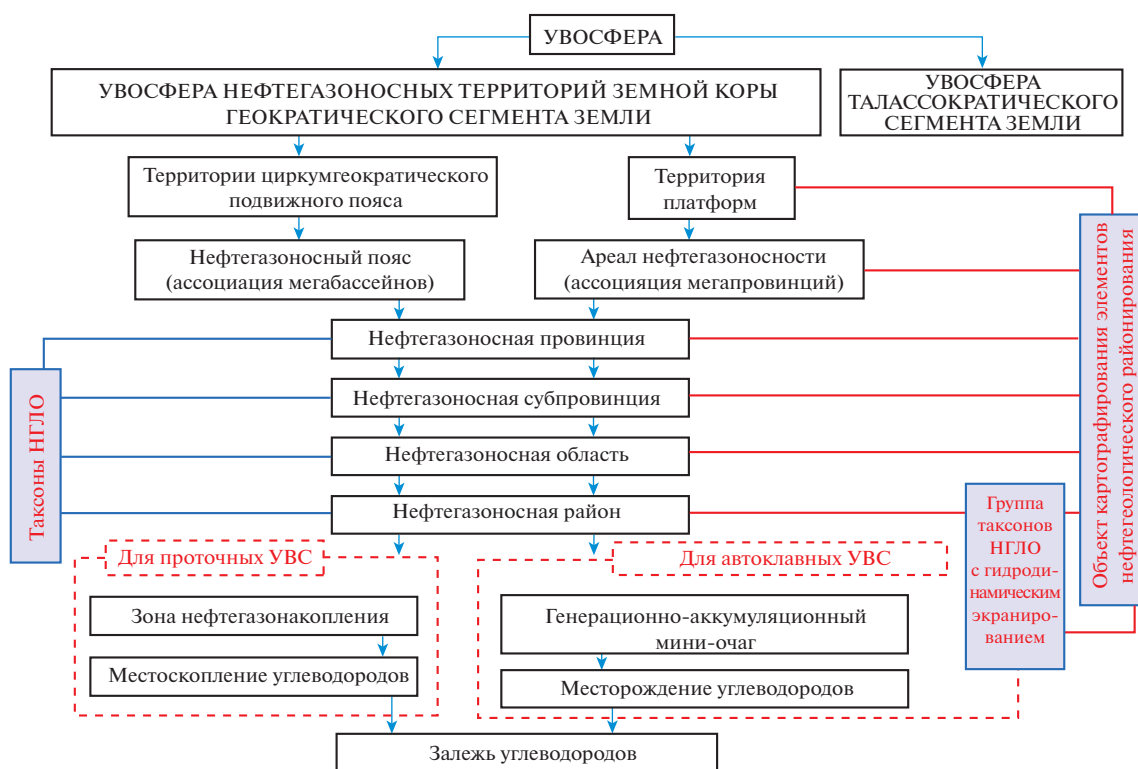 УВОСФЕРА
УВОСФЕРА НЕФТЕГАЗОНОСНЫХ ТЕРРИТОРИЙ ЗЕМНОЙ КОРЫ
ГЕОКРАТИЧЕСКОГО СЕГМЕНТА ЗЕМЛИ
УВОСФЕРА
ТАЛАССОКРАТИЧЕСКОГО
СЕГМЕНТА ЗЕМЛИ
Территории циркумгеократического
подвижного пояса
Территория
платформ
Нефтегазоносный пояс
(ассоциация мегабассейнов)
Ареал нефтегазоносности
(ассоцияция мегапровинций)
Нефтегазоносная провинция
Нефтегазоносная субпровинция
Нефтегазоносная область
Нефтегазоносная район
Таксоны НГЛО
Объект картографирования элементов
нефтегеологического районирования
Группа
таксонов
НГЛО
с гидроди-
намическим
экраниро-
ванием
Для проточных УВС
Для автоклавных УВС
Зона нефтегазонакопления
Местоскопление углеводородов
Генерационно-аккумуляционный
мини-очаг
Месторождение углеводородов
Залежь углеводородов